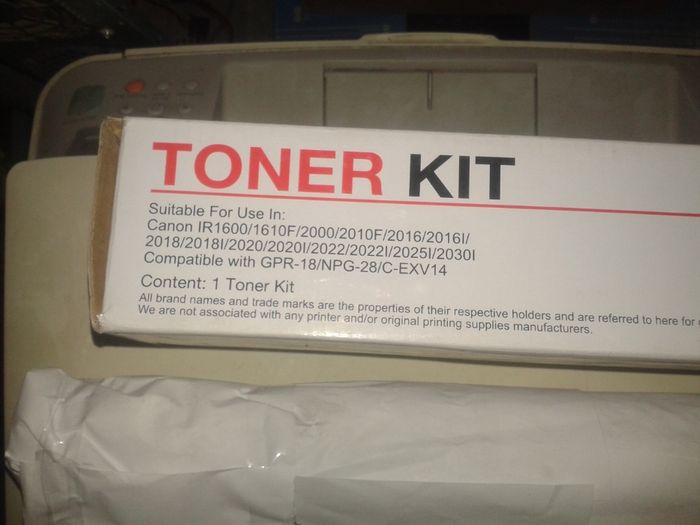 TONER KIT
Suitable For Use In:
Canon IR1600/1610F/2000/2010F/2016/2016I/
2018/2018I/2020/2020I/2022/2022I/2025I/2030I
Compatible with GPR-18/NPG-28/C-EXV14
Content: 1 Toner Kit
All brand names and trade marks are the properties of their respective holders and are referred to here for
We are not associated with any printer and/or original printing supplies manufacturers.